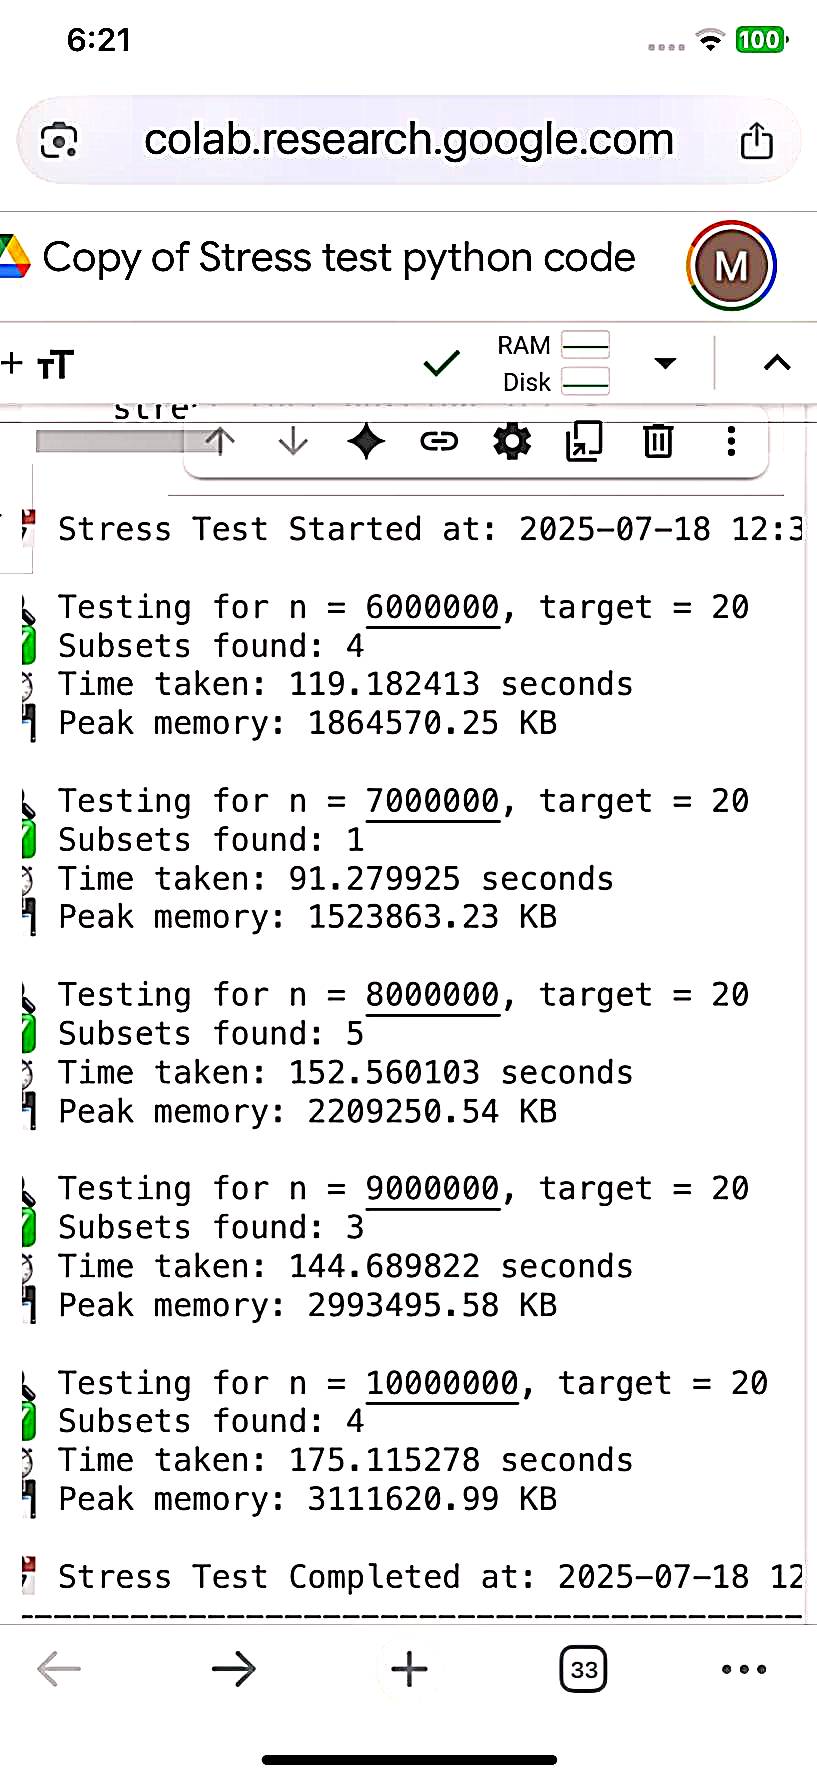 6:21
100
colab.research.google.com
Copy of Stress test python code
M
RAM
Disk
+ TT
Stress Test Started at: 2025-07-18 12:3
Testing for n = 6000000, target = 20
Subsets found: 4
Time taken: 119.182413 seconds
Peak memory: 1864570.25 KB
Testing for n = 7000000, target = 20
Subsets found: 1
Time taken: 91.279925 seconds
Peak memory: 1523863.23 KB
Testing for n = 8000000, target = 20
Subsets found: 5
Time taken: 152.560103 seconds
Peak memory: 2209250.54 KB
Testing for n = 9000000, target = 20
Subsets found: 3
Time taken: 144.689822 seconds
Peak memory: 2993495.58 KB
Testing for n = 10000000, target = 20
Subsets found: 4
Time taken: 175.115278 seconds
Peak memory: 3111620.99 KB
Stress Test Completed at: 2025-07-18 12
33